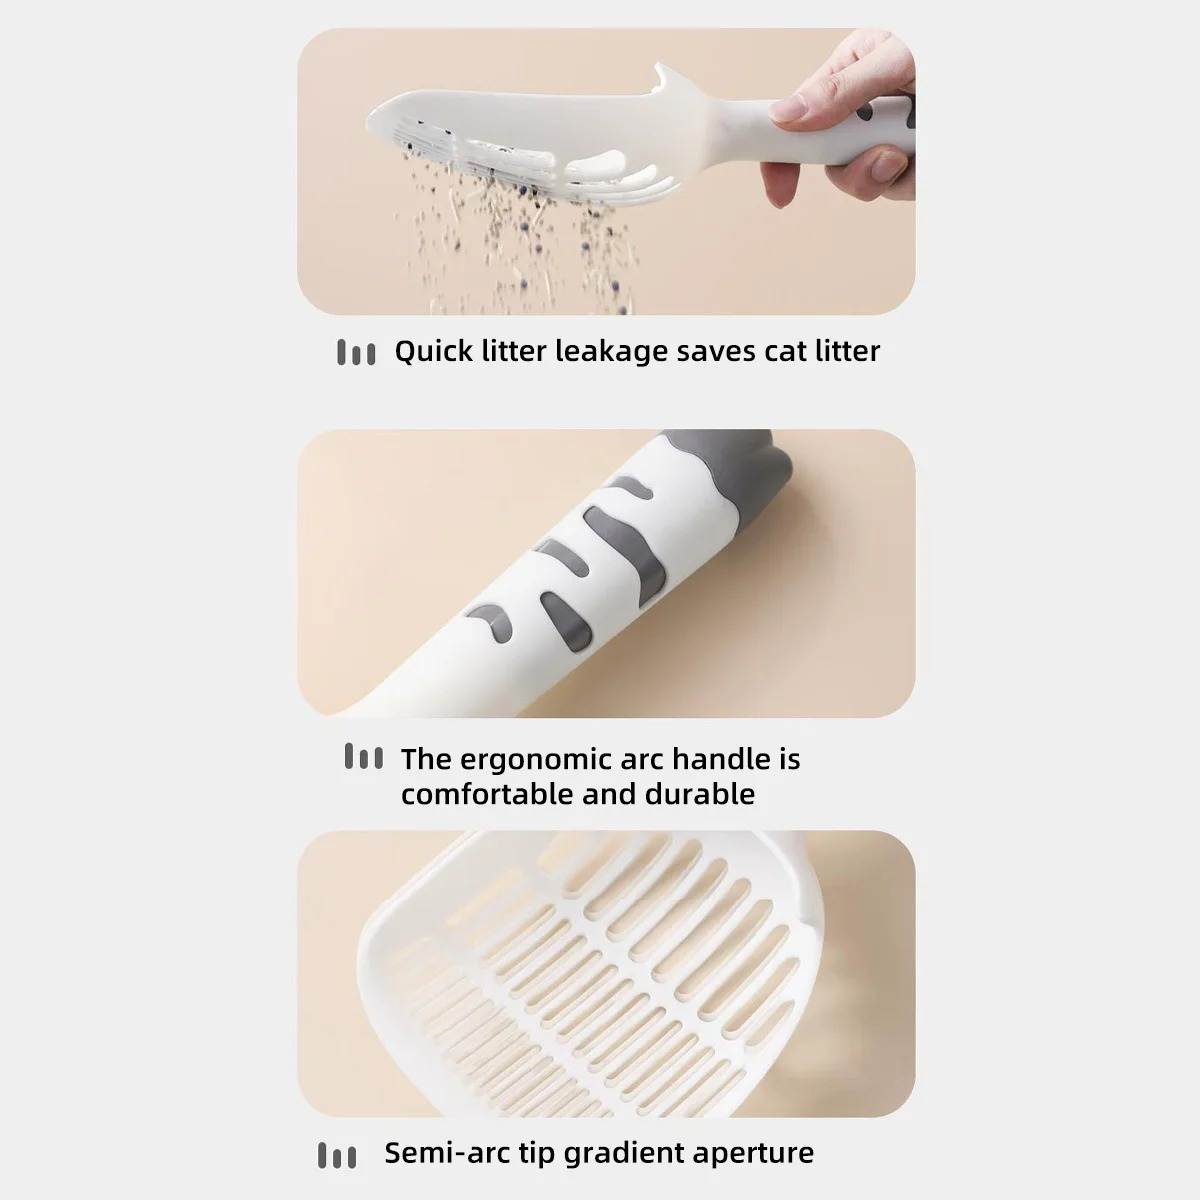 Quick litter leakage saves cat litter
The ergonomic arc handle is
comfortable and durable
Semi-arc tip gradient aperture